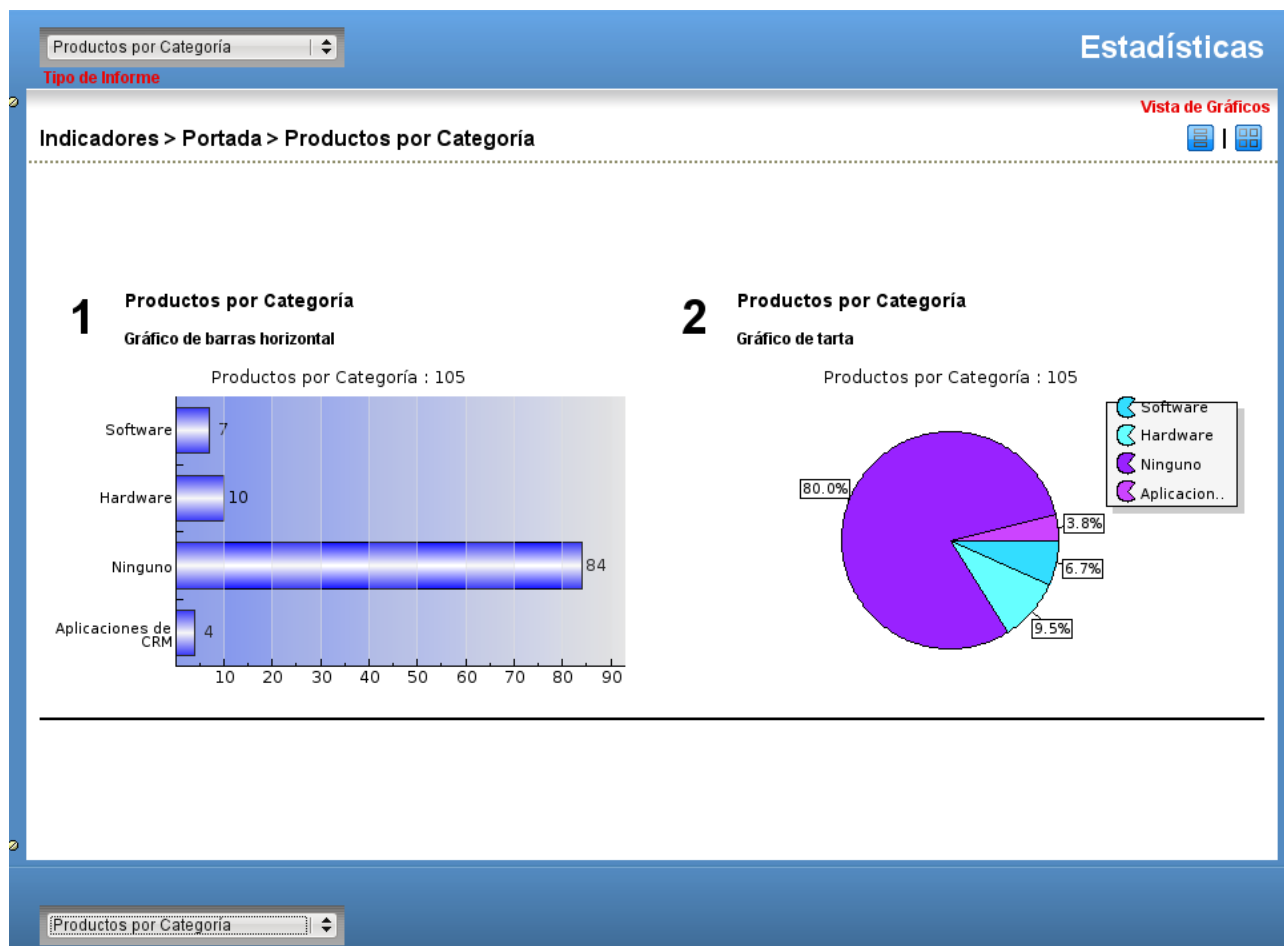 Productos por Categoría
Estadísticas
Tipo de Informe
Vista de Gráficos
Indicadores > Portada > Productos por Categoría
1
Productos por Categoría
Gráfico de barras horizontal
Productos por Categoría : 105
Software
7
Hardware
10
Ninguno
84
Aplicaciones de
CRM
4
10 20 30 40 50 60 70 80 90
2
Productos por Categoría
Gráfico de tarta
Productos por Categoría : 105
Software
Hardware
Ninguno
Aplicacion..
80.0%
3.8%
6.7%
9.5%
Productos por Categoría